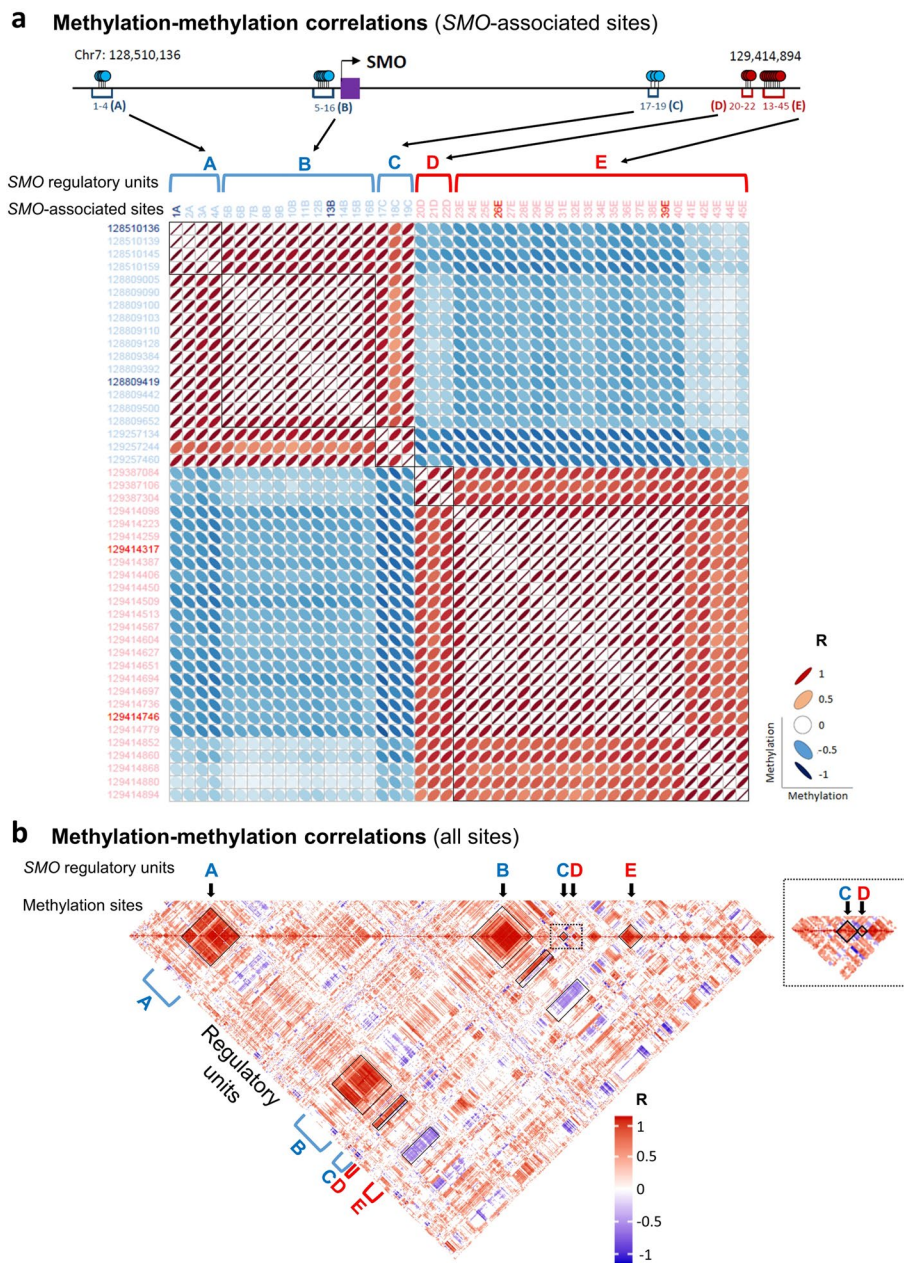 a Methylation-methylation correlations (SMO-associated sites)
Chr7: 128,510,136
SMO
129,414,894
1-4 (A)
5-16 (B)
17-19 (C)
(D) 20-22
13-45 (E)
A B C D E
SMO regulatory units
SMO-associated sites
1A 2A 3A 4A 5B 6B 7B 8B 9B 10B 11B 12B 13B 14B 15B 16B 17C 18C 19C 20D 21D 22D 23E 24E 25E 26E 27E 28E 29E 30E 31E 32E 33E 34E 35E 36E 37E 38E 39E 40E 41E 42E 43E 44E 45E
128510136
128510139
128510145
128510159
128809005
128809090
128809100
128809103
128809110
128809128
128809384
128809392
128809419
128809442
128809500
128809652
129257134
129257244
129257460
129387084
129387106
129387304
129414098
129414223
129414259
129414317
129414387
129414406
129414450
129414509
129414513
129414567
129414604
129414627
129414651
129414694
129414697
129414736
129414746
129414779
129414852
129414860
129414868
129414880
129414894
R
1
0.5
0
-0.5
-1
Methylation
Methylation
b Methylation-methylation correlations (all sites)
SMO regulatory units
A B C D E
Methylation sites
C D
A
Regulatory
units
B
C
D
E
R
1
0.5
0
-0.5
-1